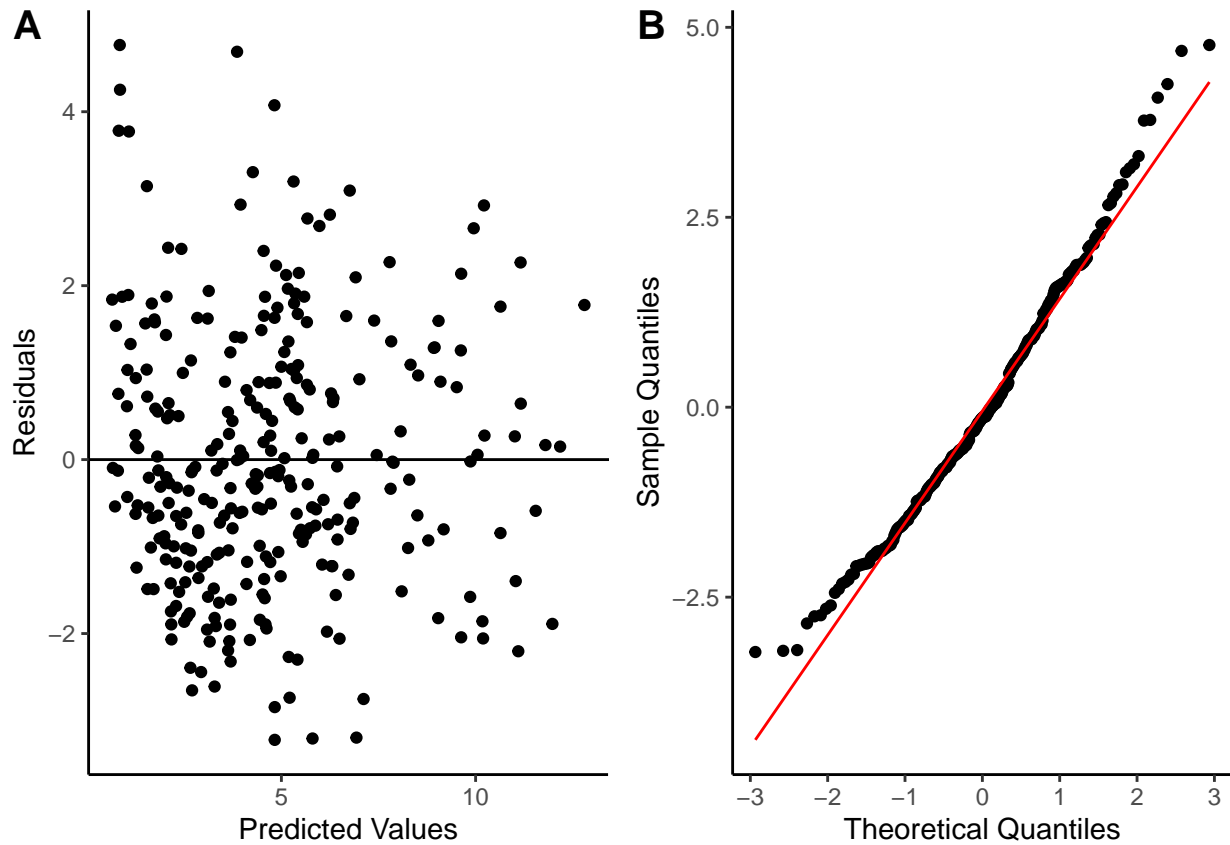 A
Residuals
4
2
0
−2
5
10
Predicted Values
B
Sample Quantiles
5.0
2.5
0.0
−2.5
−3
−2
−1
0
1
2
3
Theoretical Quantiles